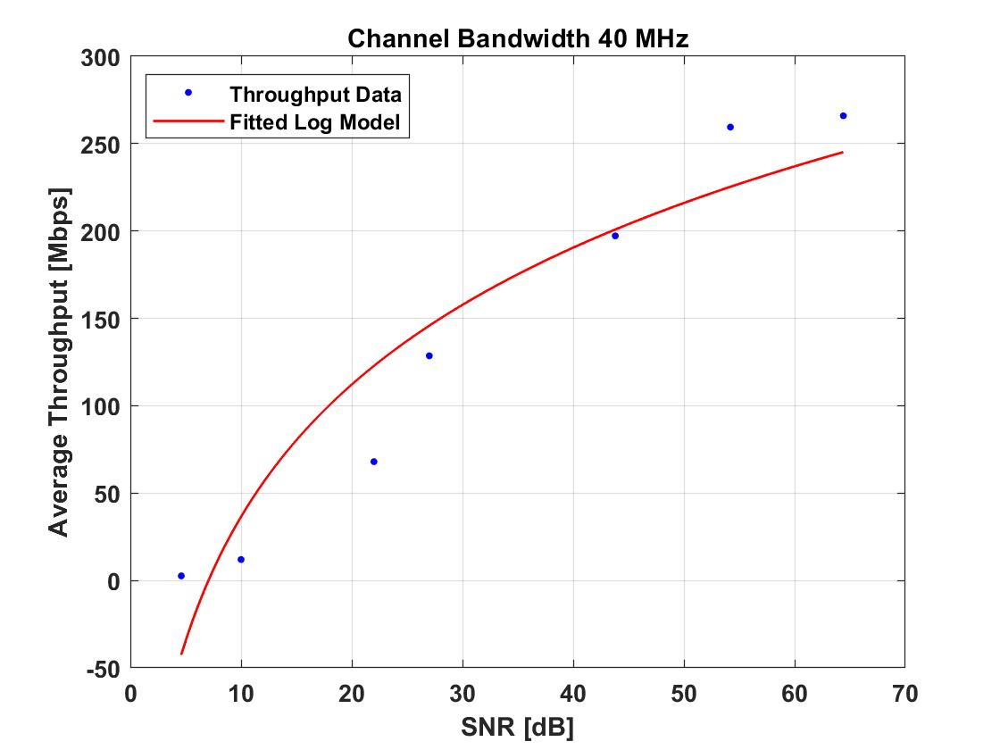 Channel Bandwidth 40 MHz
300
250
200
150
100
50
0
-50
Throughput Data
Fitted Log Model
Average Throughput [Mbps]
0 10 20 30 40 50 60 70
SNR [dB]